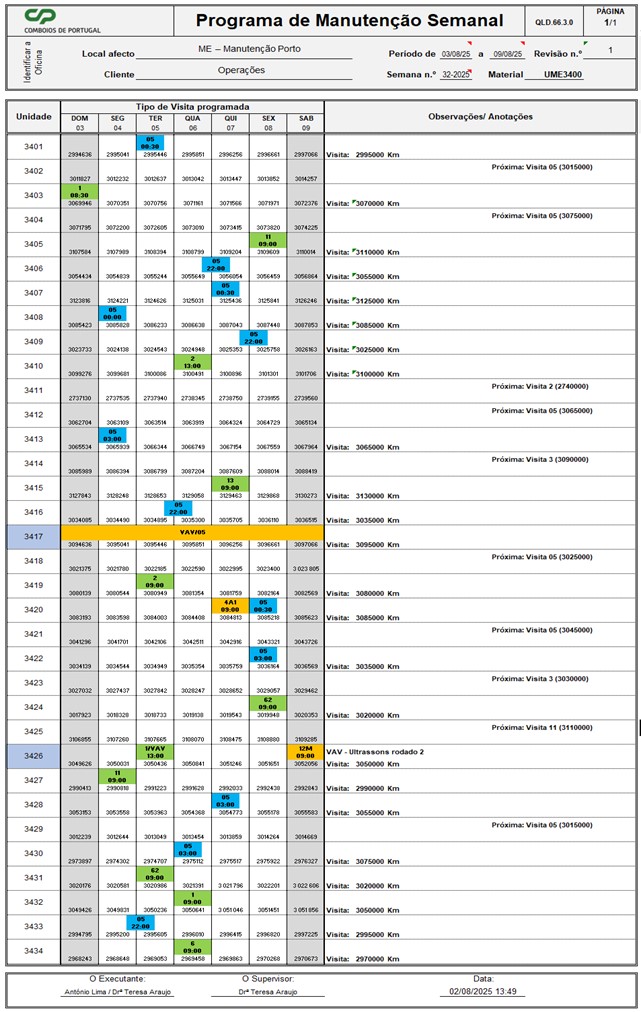 CP
COMBOIOS DE PORTUGAL
Programa de Manutenção Semanal
QLD.66.3.0
PÁGINA
1/1
Identificar a Oficina
Local afecto ME – Manutenção Porto
Período de 03/08/25 a 09/08/25 Revisão n.º 1
Cliente Operações
Semana n.º 32-2025 Material UME3400
Unidade Tipo de Visita programada Observações/ Anotações
DOM SEG TER QUA QUI SEX SAB
03 04 05 06 07 08 09
3401 05 00:30
2994636 2995041 2995446 2995851 2996256 2996661 2997066 Visita: 2995000 Km
3402 Próxima: Visita 05 (3015000)
3011827 3012232 3012637 3013042 3013447 3013852 3014257
3403 1 00:30
3069946 3070351 3070756 3071161 3071566 3071971 3072376 Visita: 3070000 Km
3404 Próxima: Visita 05 (3075000)
3071795 3072200 3072605 3073010 3073415 3073820 3074225
3405 11 09:00
3107584 3107989 3108394 3108799 3109204 3109609 3110014 Visita: 3110000 Km
3406 05 22:00
3054434 3054839 3055244 3055649 3056054 3056459 3056864 Visita: 3055000 Km
3407 05 00:30
3123816 3124221 3124626 3125031 3125436 3125841 3126246 Visita: 3125000 Km
3408 05 00:00
3085423 3085828 3086233 3086638 3087043 3087448 3087853 Visita: 3085000 Km
3409 05 22:00
3023733 3024138 3024543 3024948 3025353 3025758 3026163 Visita: 3025000 Km
3410 2 13:00
3099276 3099681 3100086 3100491 3100896 3101301 3101706 Visita: 3100000 Km
3411 Próxima: Visita 2 (2740000)
2737130 2737535 2737940 2738345 2738750 2739155 2739560
3412 Próxima: Visita 05 (3065000)
3062704 3063109 3063514 3063919 3064324 3064729 3065134
3413 05 03:00
3065534 3065939 3066344 3066749 3067154 3067559 3067964 Visita: 3065000 Km
3414 Próxima: Visita 3 (3090000)
3085989 3086394 3086799 3087204 3087609 3088014 3088419
3415 13 09:00
3127843 3128248 3128653 3129058 3129463 3129868 3130273 Visita: 3130000 Km
3416 05 22:00
3034085 3034490 3034895 3035300 3035705 3036110 3036515 Visita: 3035000 Km
3417 VAV/05
3094636 3095041 3095446 3095851 3096256 3096661 3097066 Visita: 3095000 Km
3418 Próxima: Visita 05 (3025000)
3021375 3021780 3022185 3022590 3022995 3023400 3 023 805
3419 2 09:00
3080139 3080544 3080949 3081354 3081759 3082164 3082569 Visita: 3080000 Km
3420 4A1 09:00 05 00:30
3083193 3083598 3084003 3084408 3084813 3085218 3085623 Visita: 3085000 Km
3421 Próxima: Visita 05 (3045000)
3041296 3041701 3042106 3042511 3042916 3043321 3043726
3422 05 03:00
3034139 3034544 3034949 3035354 3035759 3036164 3036569 Visita: 3035000 Km
3423 Próxima: Visita 3 (3030000)
3027032 3027437 3027842 3028247 3028652 3029057 3029462
3424 62 09:00
3017923 3018328 3018733 3019138 3019543 3019948 3020353 Visita: 3020000 Km
3425 Próxima: Visita 11 (3110000)
3106855 3107260 3107665 3108070 3108475 3108880 3109285
3426 1/VAV 13:00 12M 09:00 VAV - Ultrassons rodado 2
3049626 3050031 3050436 3050841 3051246 3051651 3052056 Visita: 3050000 Km
3427 11 09:00
2990413 2990818 2991223 2991628 2992033 2992438 2992843 Visita: 2990000 Km
3428 05 03:00
3053153 3053558 3053963 3054368 3054773 3055178 3055583 Visita: 3055000 Km
3429 Próxima: Visita 05 (3015000)
3012239 3012644 3013049 3013454 3013859 3014264 3014669
3430 05 03:00
2973897 2974302 2974707 2975112 2975517 2975922 2976327 Visita: 3075000 Km
3431 62 09:00
3020176 3020581 3020986 3021391 3 021 796 3022201 3 022 606 Visita: 3020000 Km
3432 1 09:00
3049426 3049831 3050236 3050641 3 051 046 3051451 3 051 856 Visita: 3050000 Km
3433 05 22:00
2994795 2995200 2995605 2996010 2996415 2996820 2997225 Visita: 2995000 Km
3434 6 09:00
2968243 2968648 2969053 2969458 2969863 2970268 2970673 Visita: 2970000 Km
O Executante: O Supervisor: Data:
António Lima / Drª Teresa Araujo Drª Teresa Araujo 02/08/2025 13:49